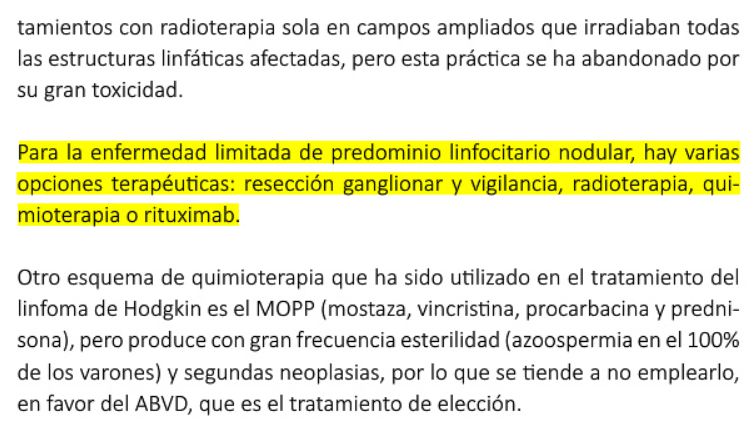 tamientos con radioterapia sola en campos ampliados que irradiaban todas
las estructuras linfáticas afectadas, pero esta práctica se ha abandonado por
su gran toxicidad.
Para la enfermedad limitada de predominio linfocitario nodular, hay varias
opciones terapéuticas: resección ganglionar y vigilancia, radioterapia, qui-
mioterapia o rituximab.
Otro esquema de quimioterapia que ha sido utilizado en el tratamiento del
linfoma de Hodgkin es el MOPP (mostaza, vincristina, procarbacina y predni-
sona), pero produce con gran frecuencia esterilidad (azoospermia en el 100%
de los varones) y segundas neoplasias, por lo que se tiende a no emplearlo,
en favor del ABVD, que es el tratamiento de elección.